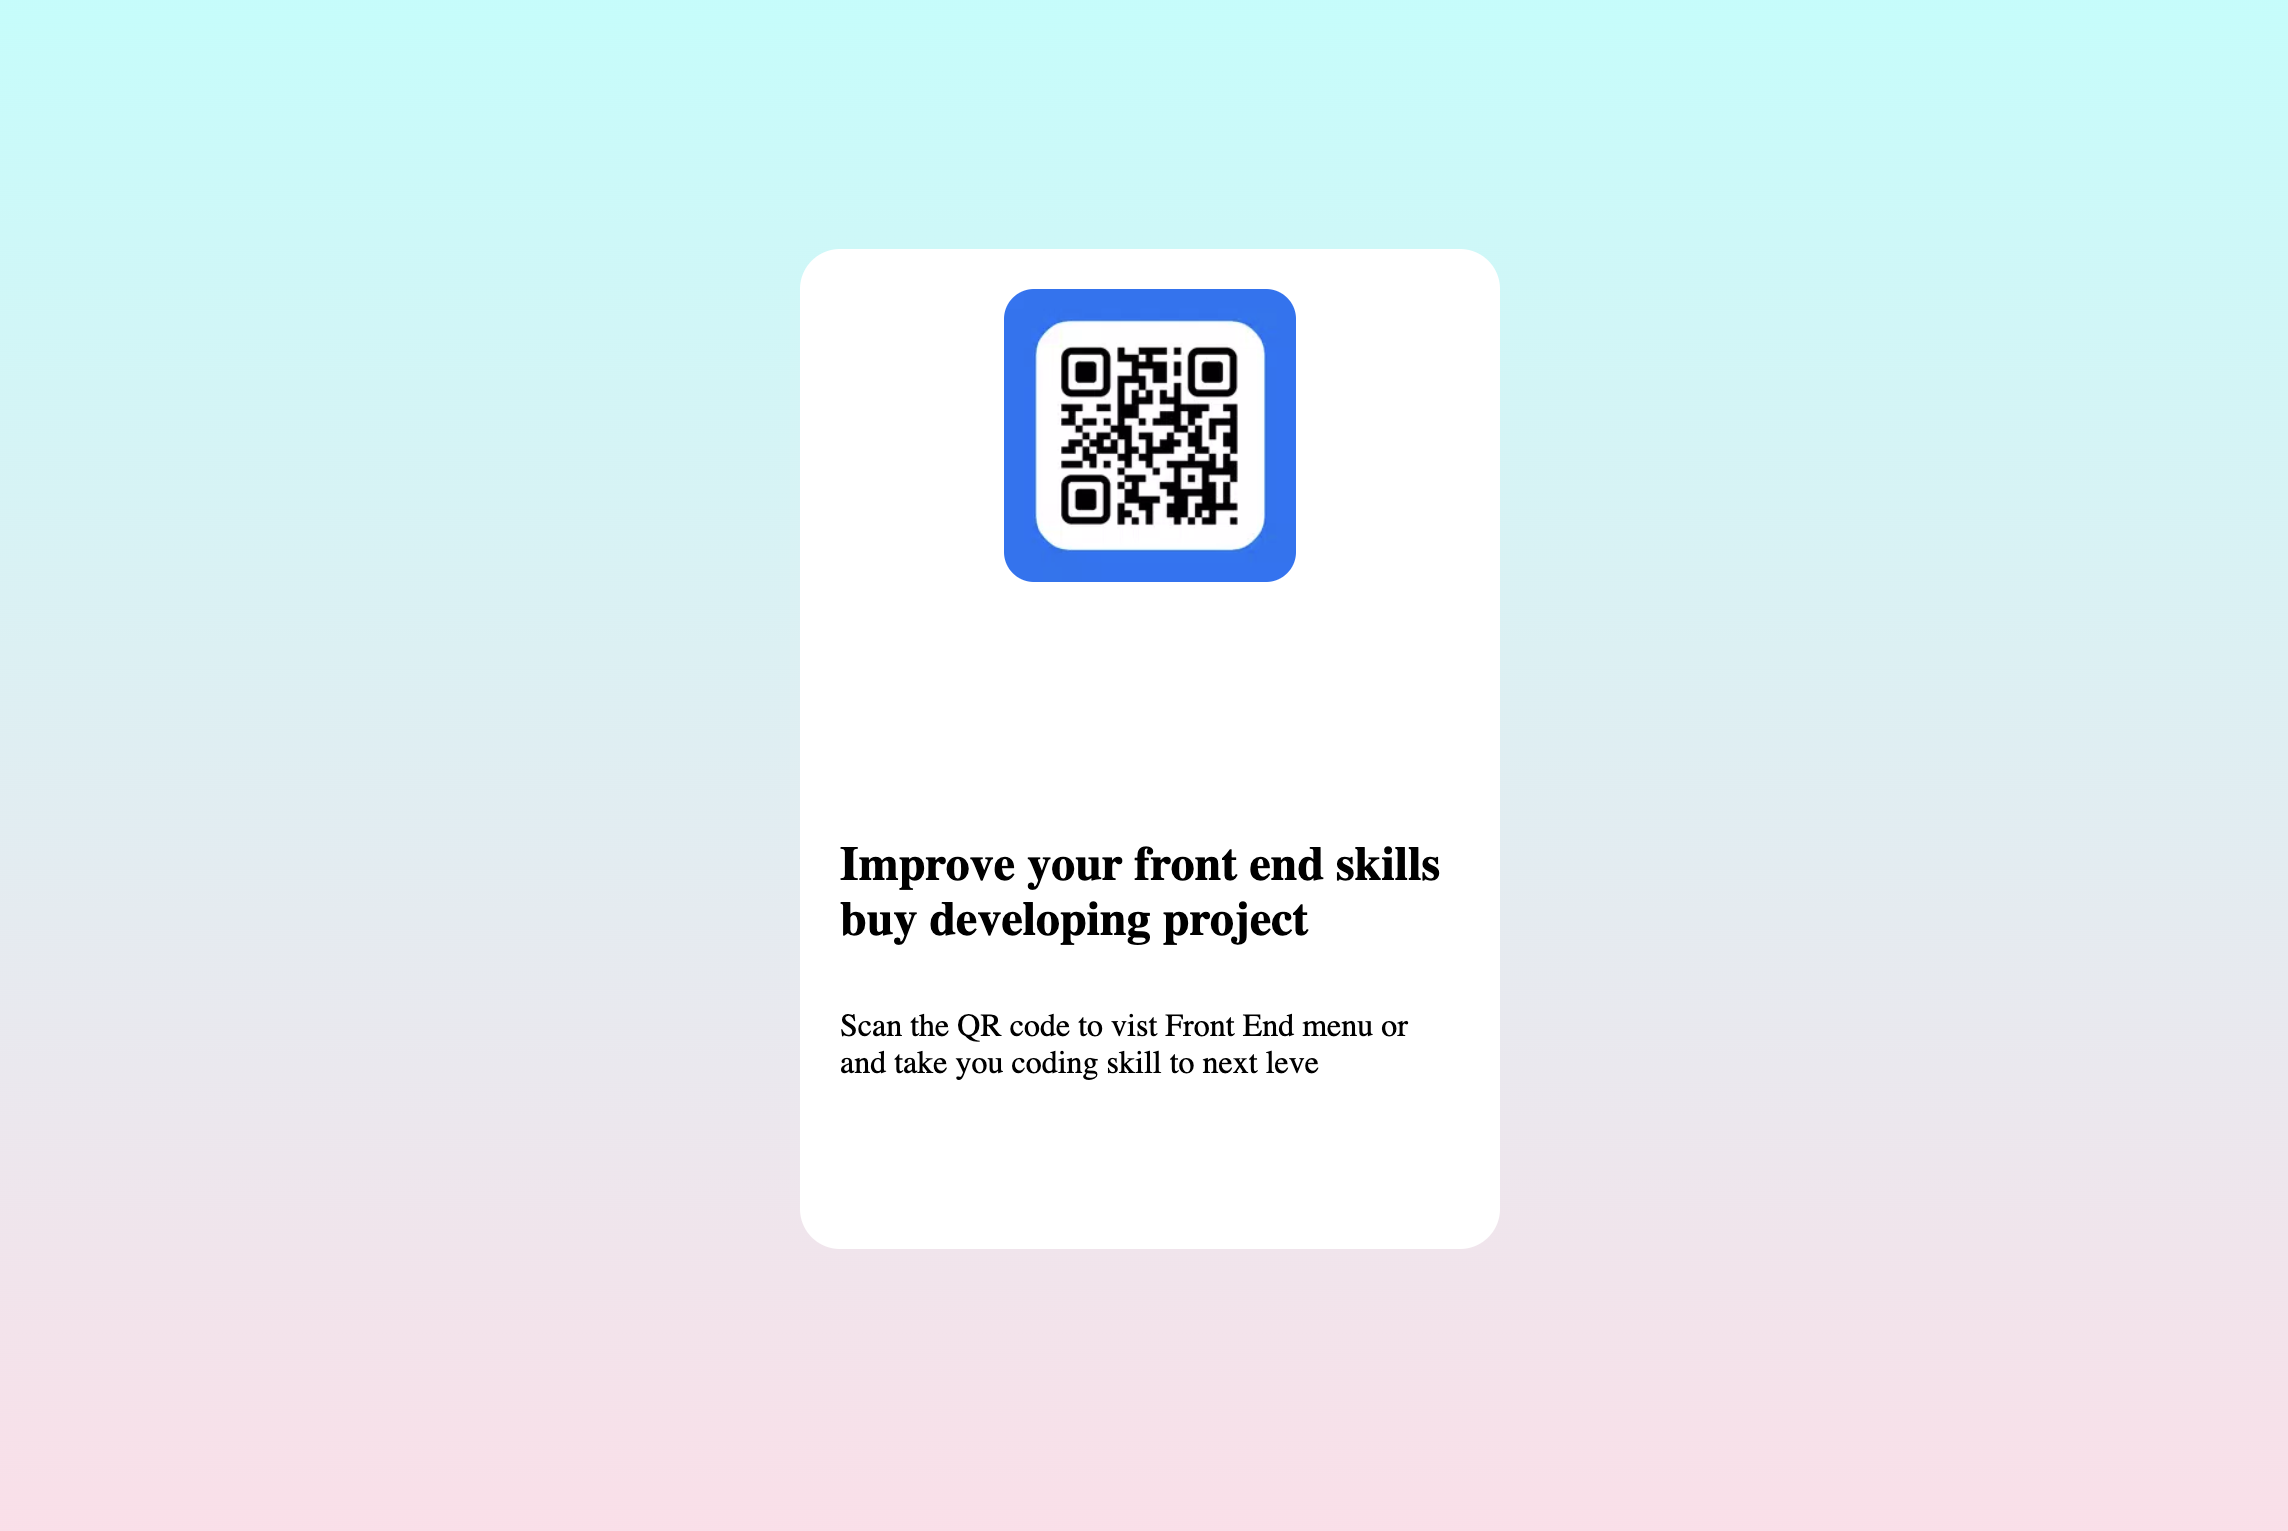 Improve your front end skills
buy developing project
Scan the QR code to vist Front End menu or
and take you coding skill to next leve